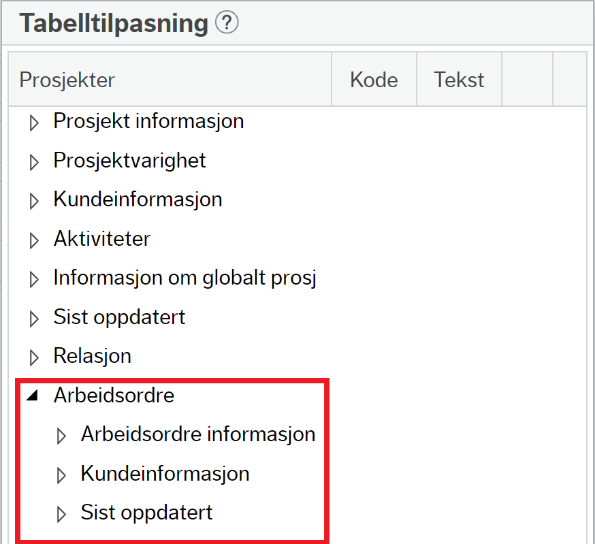 Tabelltilpasning ?
Prosjekter Kode Tekst
Prosjekt informasjon
Prosjektvarighet
Kundeinformasjon
Aktiviteter
Informasjon om globalt prosj
Sist oppdatert
Relasjon
Arbeidsordre
Arbeidsordre informasjon
Kundeinformasjon
Sist oppdatert